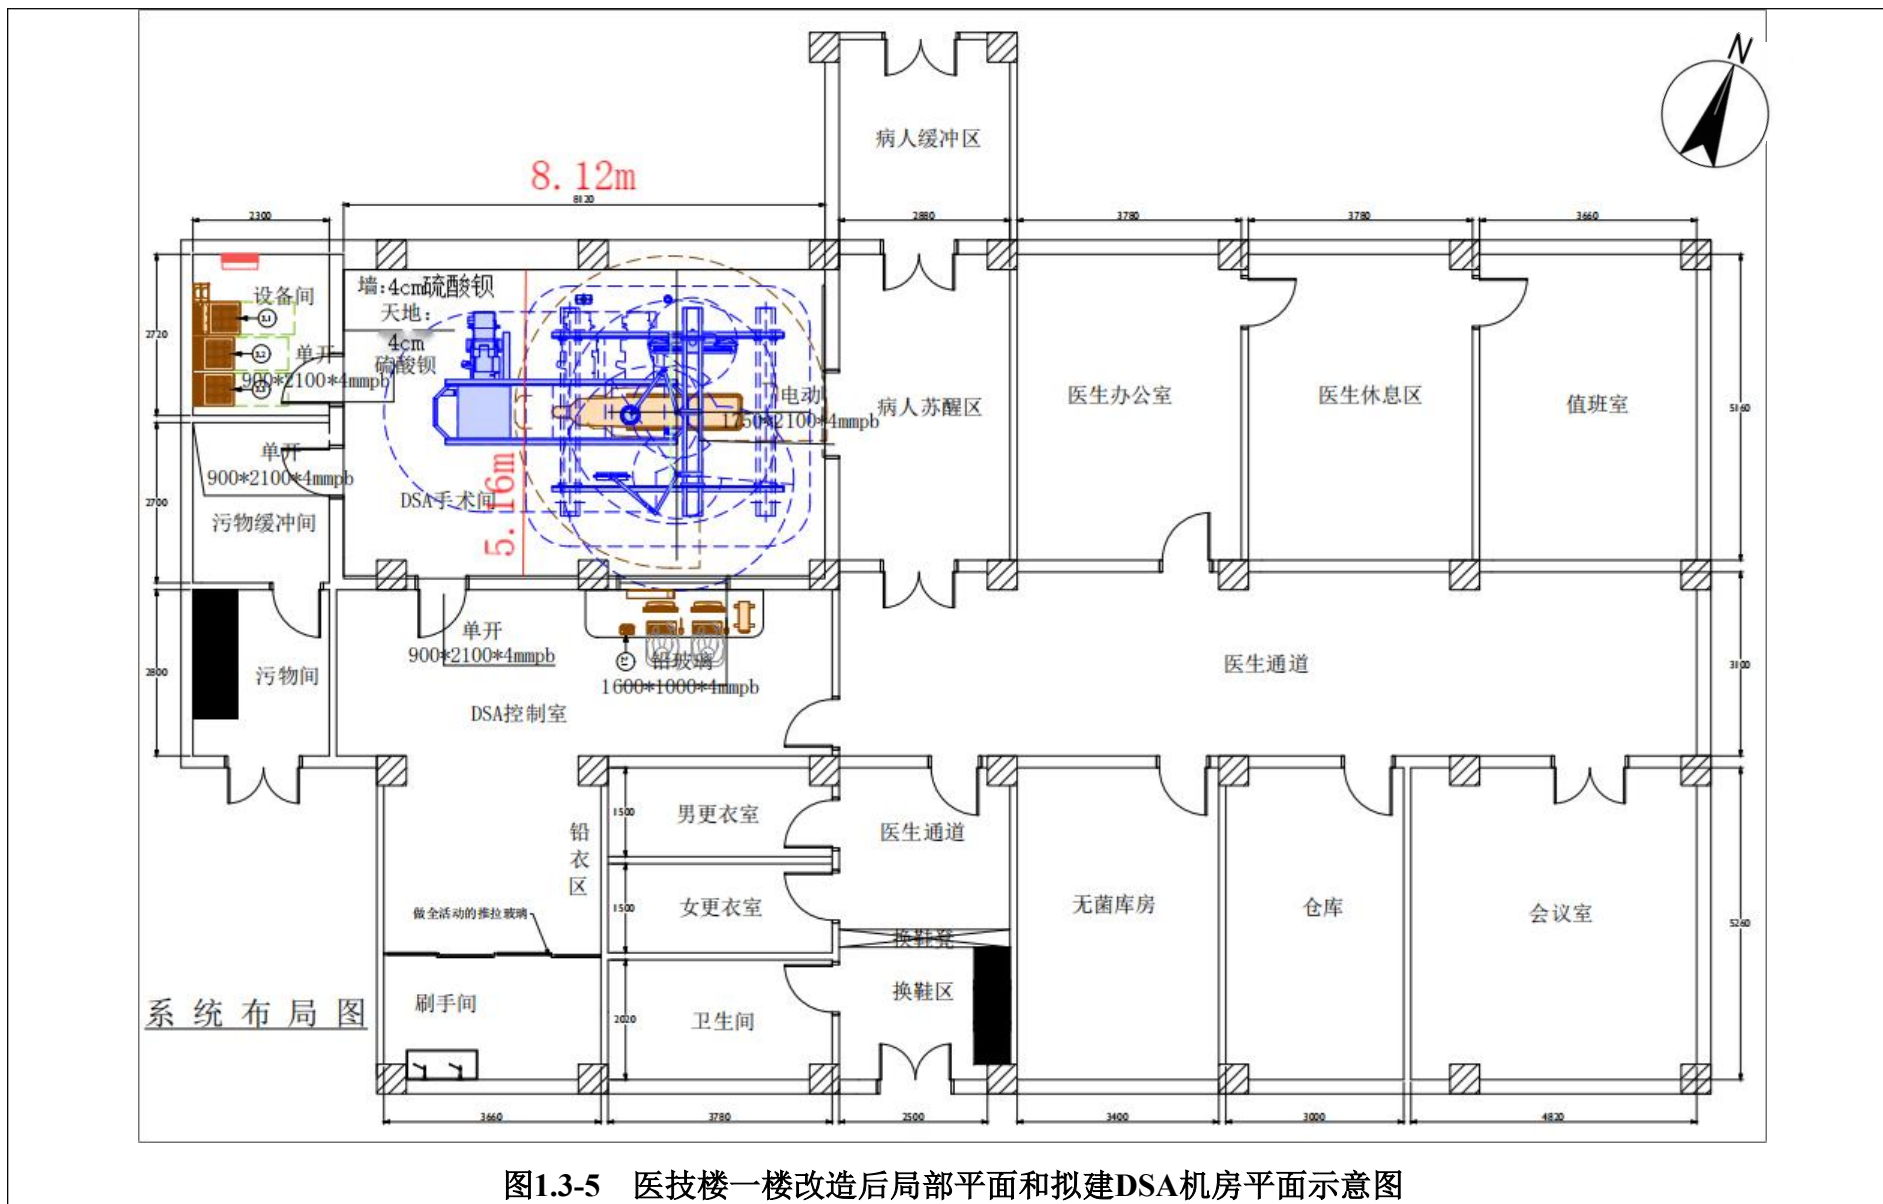 N
病人缓冲区
8.12m
8120
2300
2880
3780
3780
3660
墙:4cm硫酸钡
天地:
4cm
硫酸钡
设备间
2720
单开
900*2100*4mmpb
电动
1750*2100*4mmpb
病人苏醒区
医生办公室
医生休息区
值班室
5160
单开
900*2100*4mmpb
2700
污物缓冲间
DSA手术间
5.16m
单开
900*2100*4mmpb
铅玻璃
1600*1000*4mmpb
医生通道
3100
2800
污物间
DSA控制室
铅衣区
1500
男更衣室
医生通道
1500
女更衣室
无菌库房
仓库
会议室
5260
做全活动的推拉玻璃
换鞋凳
换鞋区
刷手间
2020
卫生间
系统布局图
3660
3780
2500
3400
3000
4820
图1.3-5 医技楼一楼改造后局部平面和拟建DSA机房平面示意图